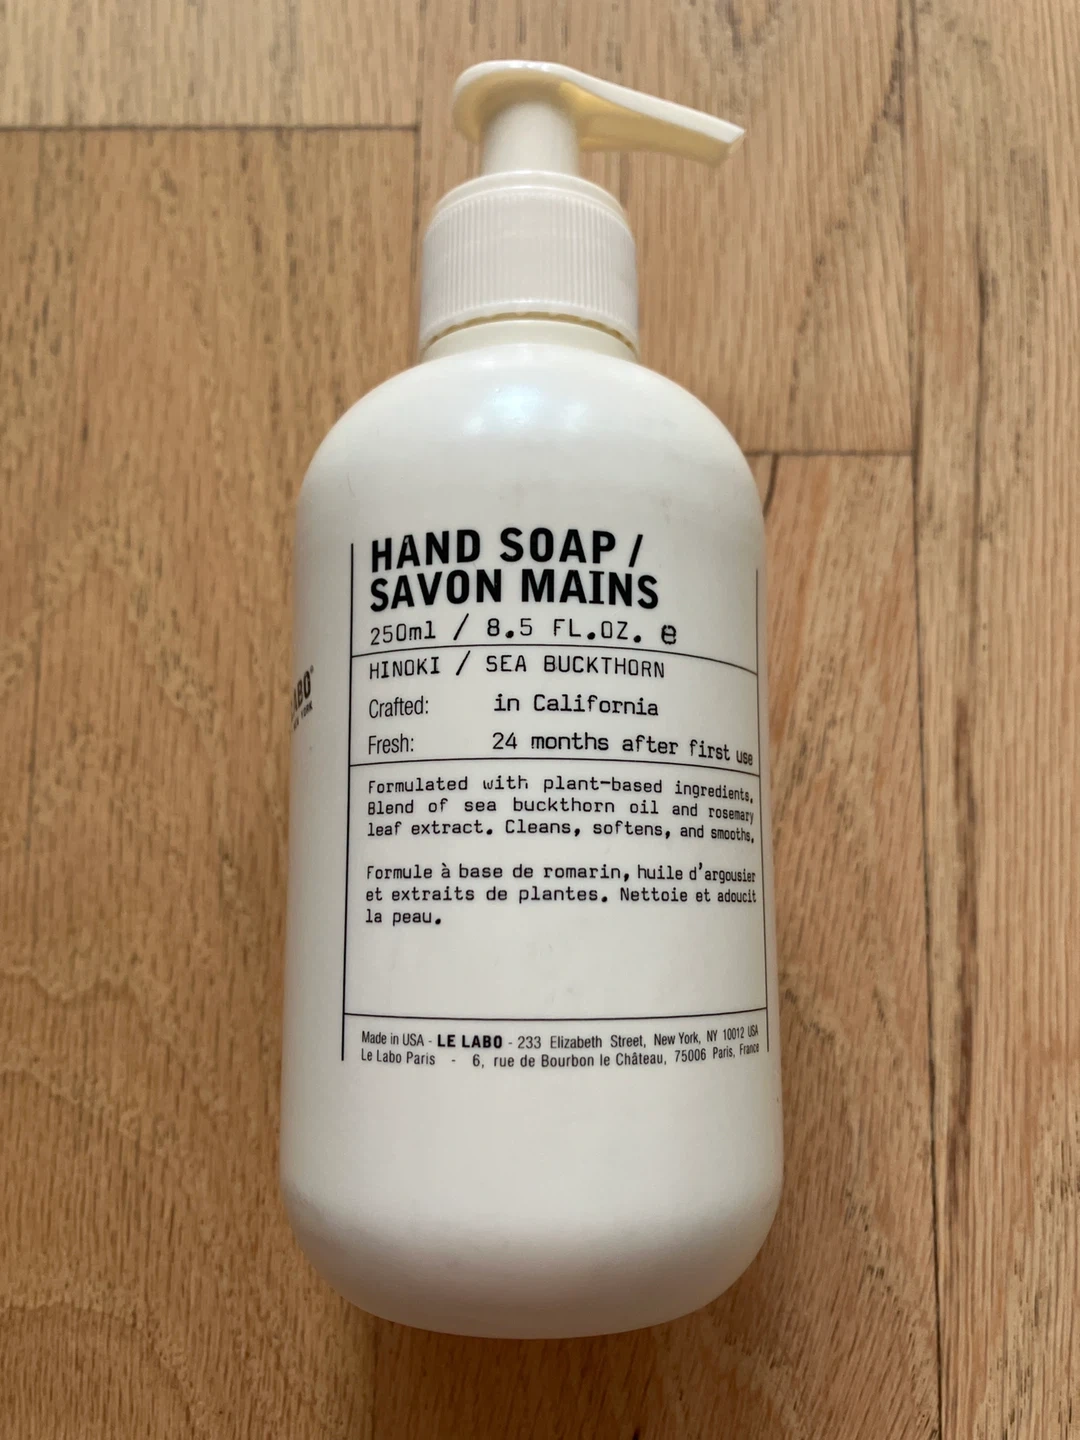 HAND SOAP /
SAVON MAINS
250ml / 8.5 FL.OZ. ℮
HINOKI / SEA BUCKTHORN
Crafted: in California
Fresh: 24 months after first use
Formulated with plant-based ingredients.
Blend of sea buckthorn oil and rosemary
leaf extract. Cleans, softens, and smooths.
Formule à base de romarin, huile d'argousier
et extraits de plantes. Nettoie et adoucit
la peau.
Made in USA - LE LABO - 233 Elizabeth Street, New York, NY 10012 USA
Le Labo Paris - 6, rue de Bourbon le Château, 75006 Paris, France